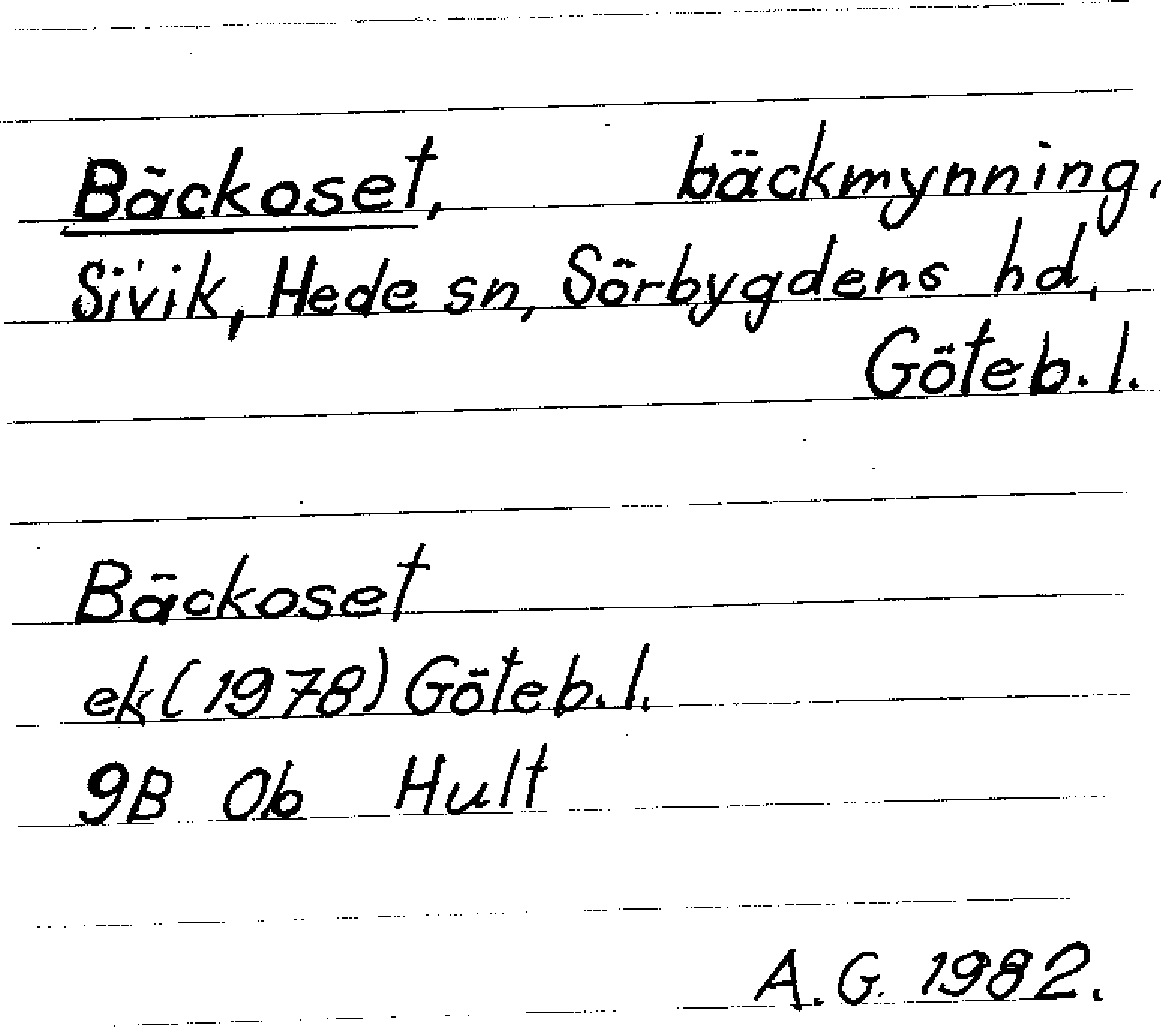 Bäckoset, bäckmynning.
Sivik, Hede sn, Sörbygdens hd,
Göteb. l.
Bäckoset
ek (1978) Göteb. l.
9B 0b Hult
A.G. 1982.